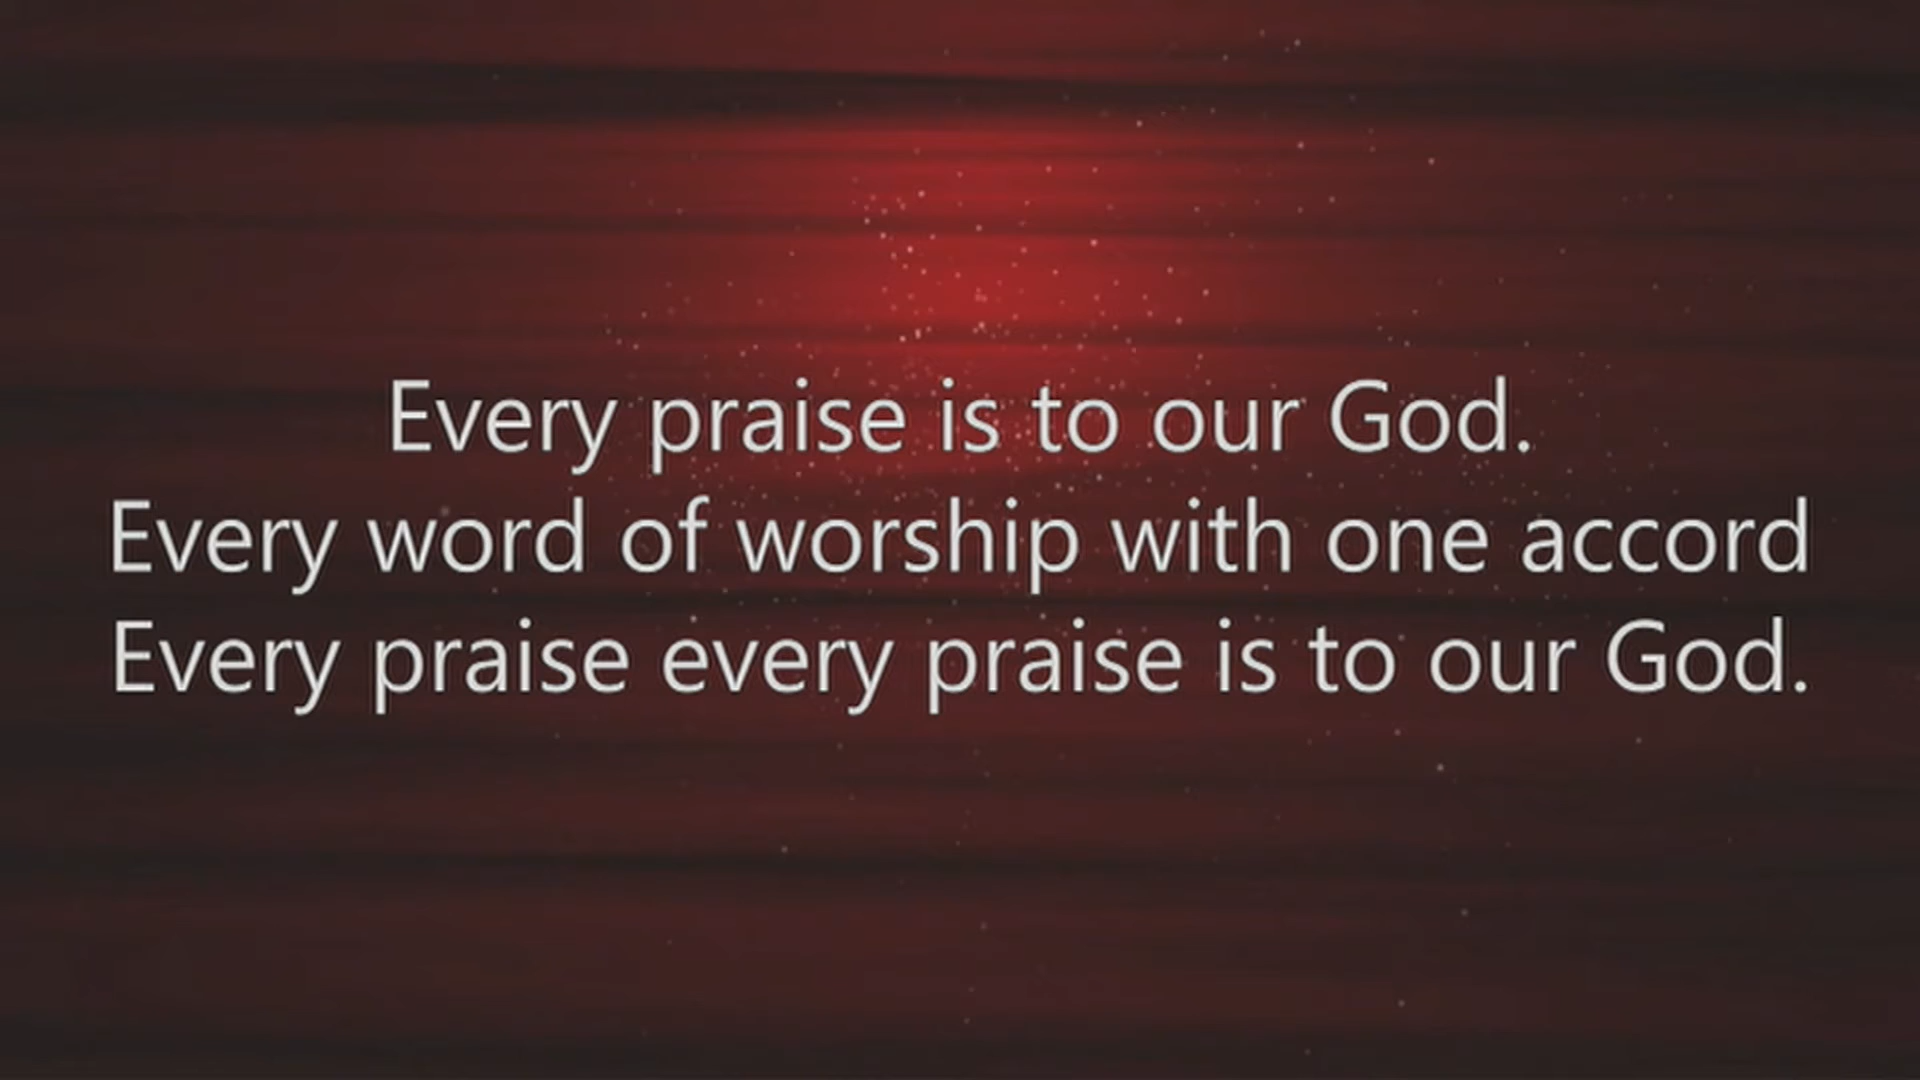 Every praise is to our God.
Every word of worship with one accord
Every praise every praise is to our God.